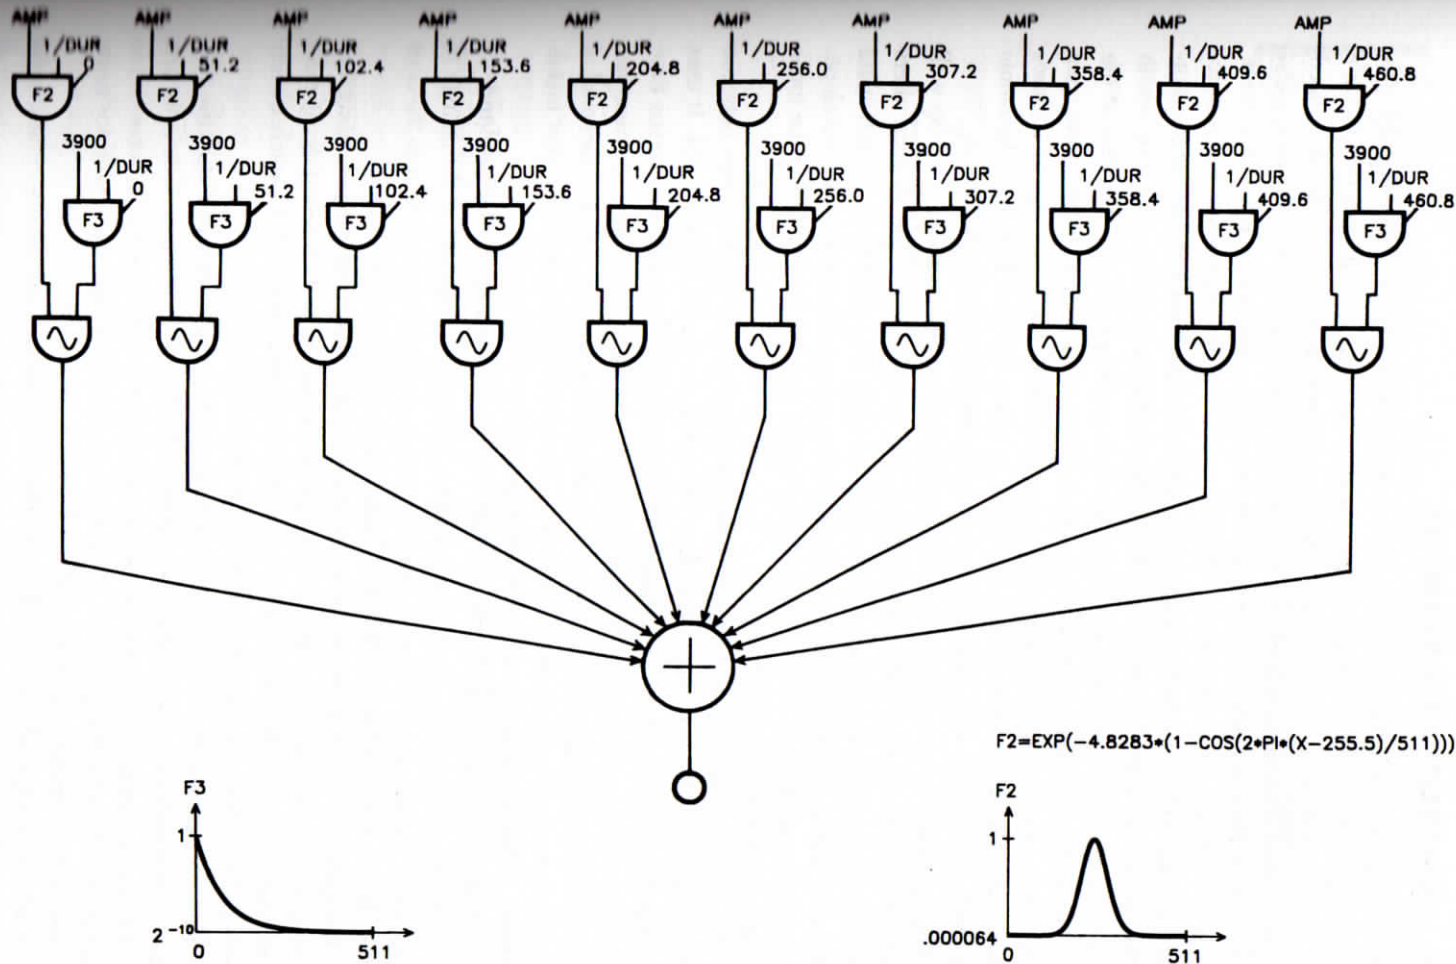 AMP AMP AMP AMP AMP AMP AMP AMP AMP AMP
1/DUR 1/DUR 1/DUR 1/DUR 1/DUR 1/DUR 1/DUR 1/DUR 1/DUR 1/DUR
0 51.2 102.4 153.6 204.8 256.0 307.2 358.4 409.6 460.8
F2 F2 F2 F2 F2 F2 F2 F2 F2 F2
3900 3900 3900 3900 3900 3900 3900 3900 3900 3900
1/DUR 1/DUR 1/DUR 1/DUR 1/DUR 1/DUR 1/DUR 1/DUR 1/DUR 1/DUR
0 51.2 102.4 153.6 204.8 256.0 307.2 358.4 409.6 460.8
F3 F3 F3 F3 F3 F3 F3 F3 F3 F3
F2=EXP(-4.8283*(1-COS(2*PI*(X-255.5)/511)))
F3
1
2 -10
0 511
F2
1
.000064
0 511